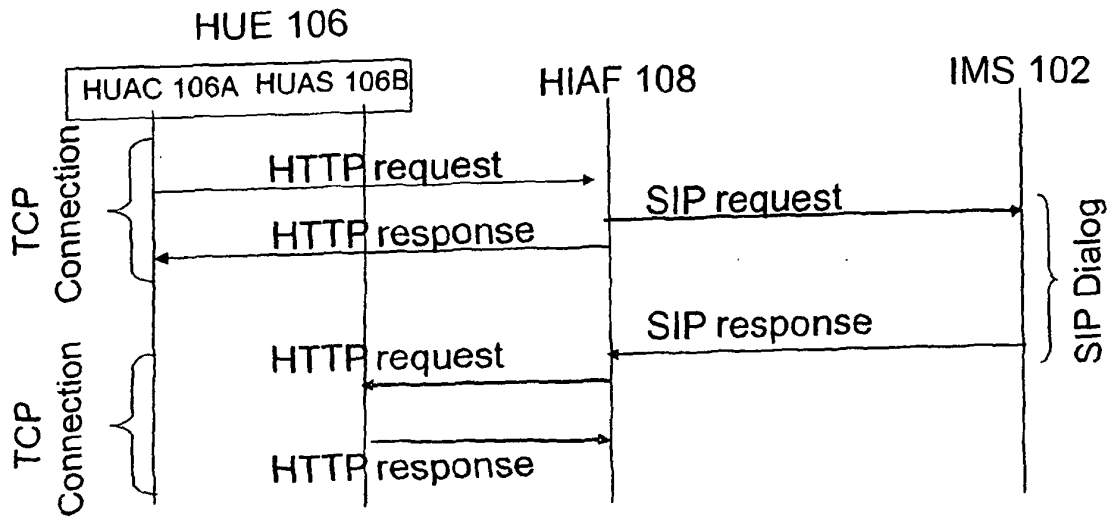 HUE 106
HUAC 106A HUAS 106B
HIAF 108
IMS 102
TCP
Connection
HTTP request
SIP request
HTTP response
SIP Dialog
SIP response
TCP
Connection
HTTP request
HTTP response